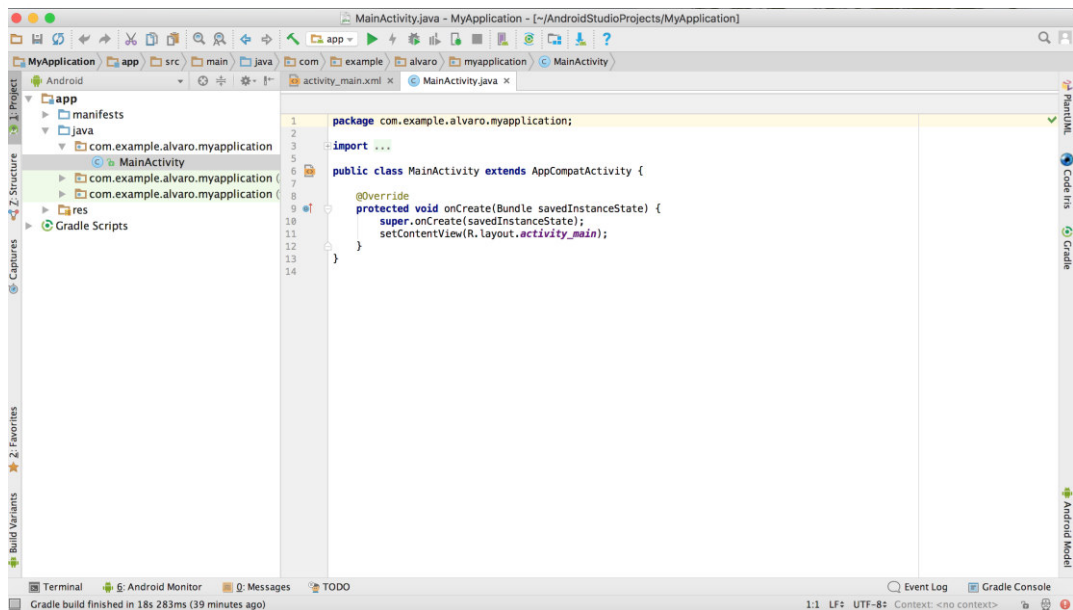 MainActivity.java - MyApplication - [~/AndroidStudioProjects/MyApplication]
app
MyApplication app src main java com example alvaro myapplication MainActivity
Android
activity_main.xml MainActivity.java
1: Project
Z: Structure
Captures
2: Favorites
Build Variants
app
manifests
java
com.example.alvaro.myapplication
MainActivity
com.example.alvaro.myapplication (
com.example.alvaro.myapplication (
res
Gradle Scripts
1 package com.example.alvaro.myapplication;
2
3 import ...
5
6 public class MainActivity extends AppCompatActivity {
7
8 @Override
9 protected void onCreate(Bundle savedInstanceState) {
10 super.onCreate(savedInstanceState);
11 setContentView(R.layout.activity_main);
12 }
13 }
14
PlantUML
Code Iris
Gradle
Android Model
Terminal 6: Android Monitor 0: Messages TODO Event Log Gradle Console
Gradle build finished in 18s 283ms (39 minutes ago) 1:1 LF÷ UTF-8÷ Context: <no context>